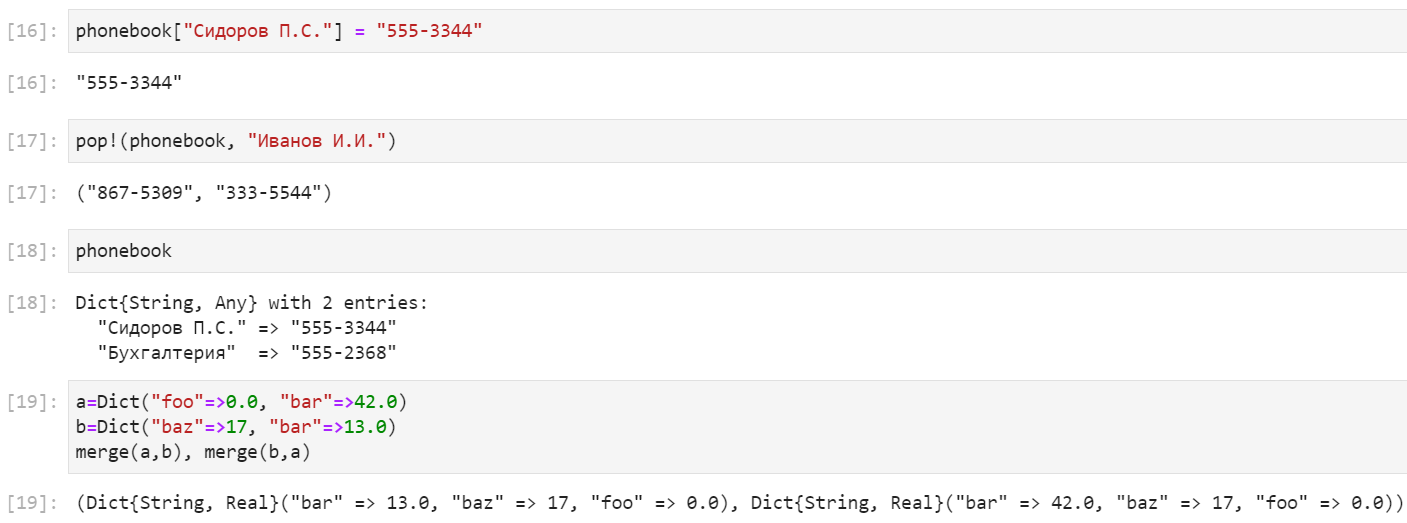 [16]: phonebook["Сидоров П.С."] = "555-3344"
[16]: "555-3344"
[17]: pop!(phonebook, "Иванов И.И.")
[17]: ("867-5309", "333-5544")
[18]: phonebook
[18]: Dict{String, Any} with 2 entries:
"Сидоров П.С." => "555-3344"
"Бухгалтерия"  => "555-2368"
[19]: a=Dict("foo"=>0.0, "bar"=>42.0)
b=Dict("baz"=>17, "bar"=>13.0)
merge(a,b), merge(b,a)
[19]: (Dict{String, Real}("bar" => 13.0, "baz" => 17, "foo" => 0.0), Dict{String, Real}("bar" => 42.0, "baz" => 17, "foo" => 0.0))